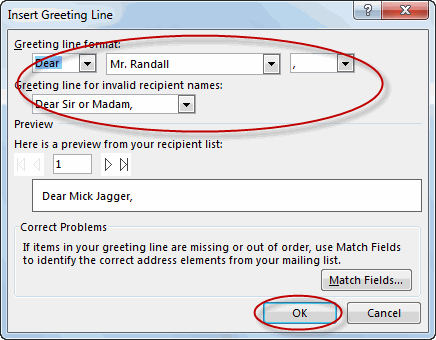 Insert Greeting Line
Greeting line format:
Dear Mr. Randall ,
Greeting line for invalid recipient names:
Dear Sir or Madam,
Preview
Here is a preview from your recipient list:
1
Dear Mick Jagger,
Correct Problems
If items in your greeting line are missing or out of order, use Match Fields
to identify the correct address elements from your mailing list.
Match Fields...
OK Cancel